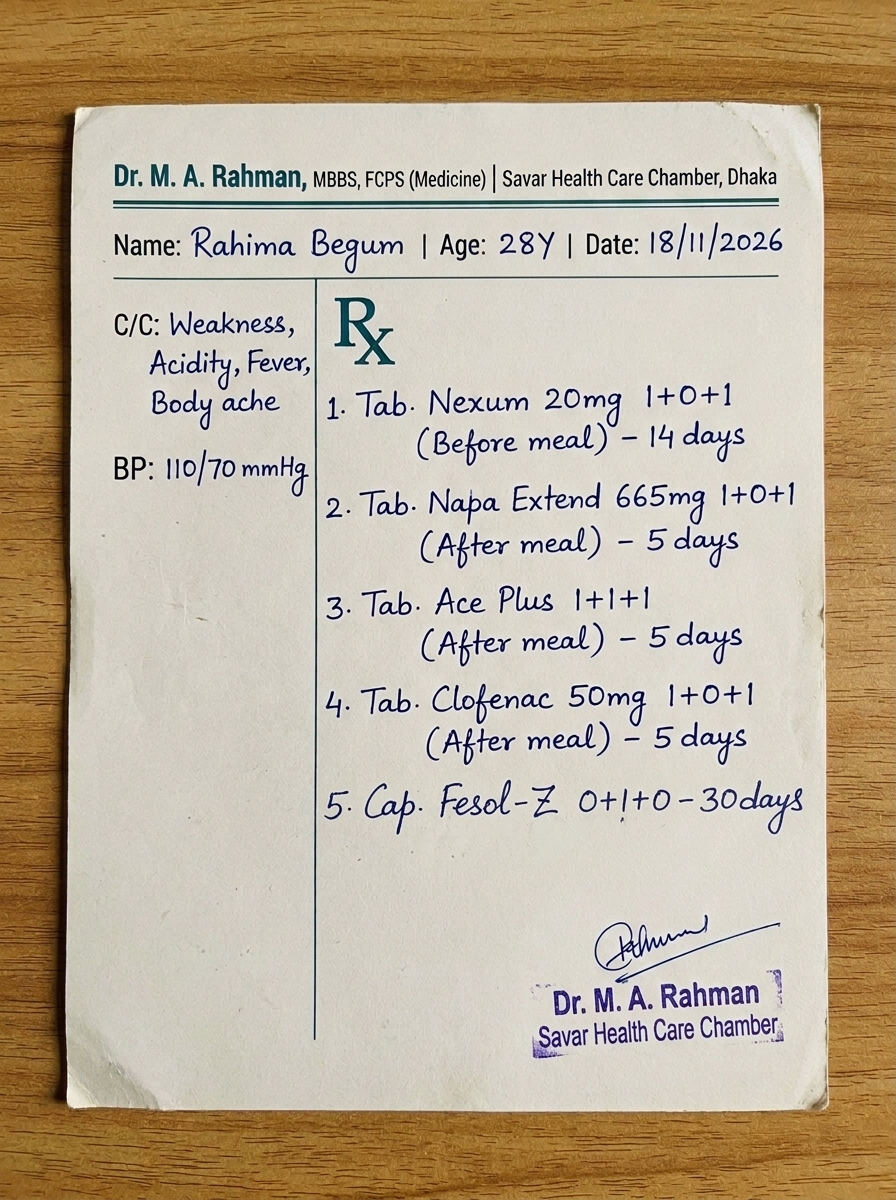 Dr. M. A. Rahman, MBBS, FCPS (Medicine) | Savar Health Care Chamber, Dhaka
Name: Rahima Begum | Age: 28Y | Date: 18/11/2026
C/C: Weakness,
Acidity, Fever,
Body ache
BP: 110/70 mmHg
Rx
1. Tab. Nexum 20mg 1+0+1
(Before meal) – 14 days
2. Tab. Napa Extend 665mg 1+0+1
(After meal) – 5 days
3. Tab. Ace Plus 1+1+1
(After meal) – 5 days
4. Tab. Clofenac 50mg 1+0+1
(After meal) – 5 days
5. Cap. Fesol-Z 0+1+0 – 30 days
Dr. M. A. Rahman
Savar Health Care Chamber